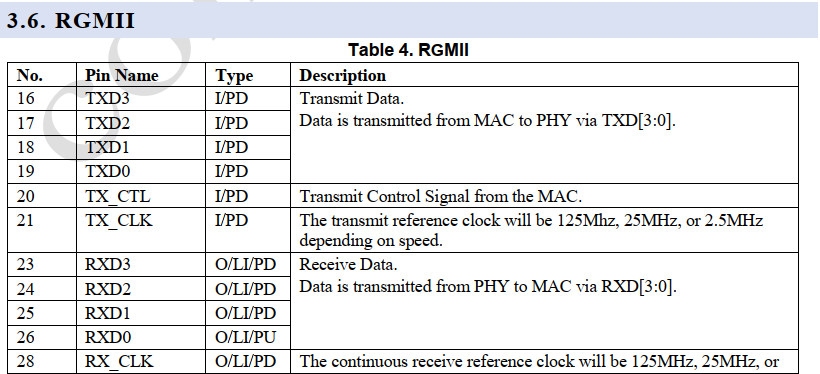 3.6. RGMII
Table 4. RGMII
No. Pin Name Type Description
16 TXD3 I/PD Transmit Data.
17 TXD2 I/PD Data is transmitted from MAC to PHY via TXD[3:0].
18 TXD1 I/PD
19 TXD0 I/PD
20 TX_CTL I/PD Transmit Control Signal from the MAC.
21 TX_CLK I/PD The transmit reference clock will be 125Mhz, 25MHz, or 2.5MHz
depending on speed.
23 RXD3 O/LI/PD Receive Data.
24 RXD2 O/LI/PD Data is transmitted from PHY to MAC via RXD[3:0].
25 RXD1 O/LI/PD
26 RXD0 O/LI/PU
28 RX_CLK O/LI/PD The continuous receive reference clock will be 125MHz, 25MHz, or